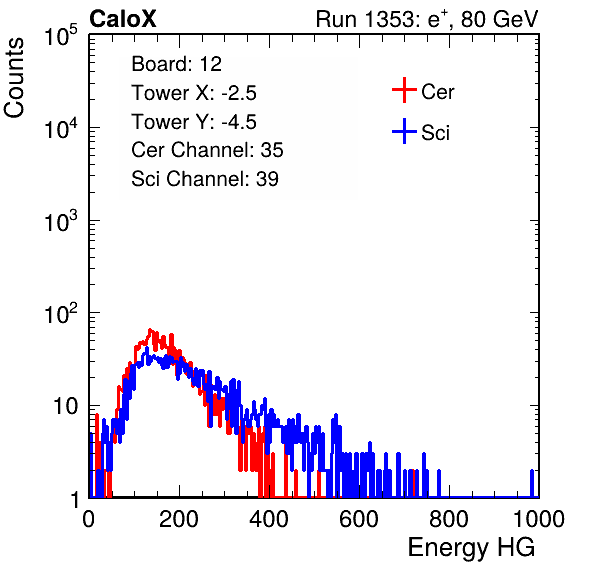 CaloX Run 1353: e⁺, 80 GeV
Counts
10⁵
10⁴
10³
10²
10
1
Board: 12
Tower X: -2.5
Tower Y: -4.5
Cer Channel: 35
Sci Channel: 39
Cer
Sci
0 200 400 600 800 1000
Energy HG